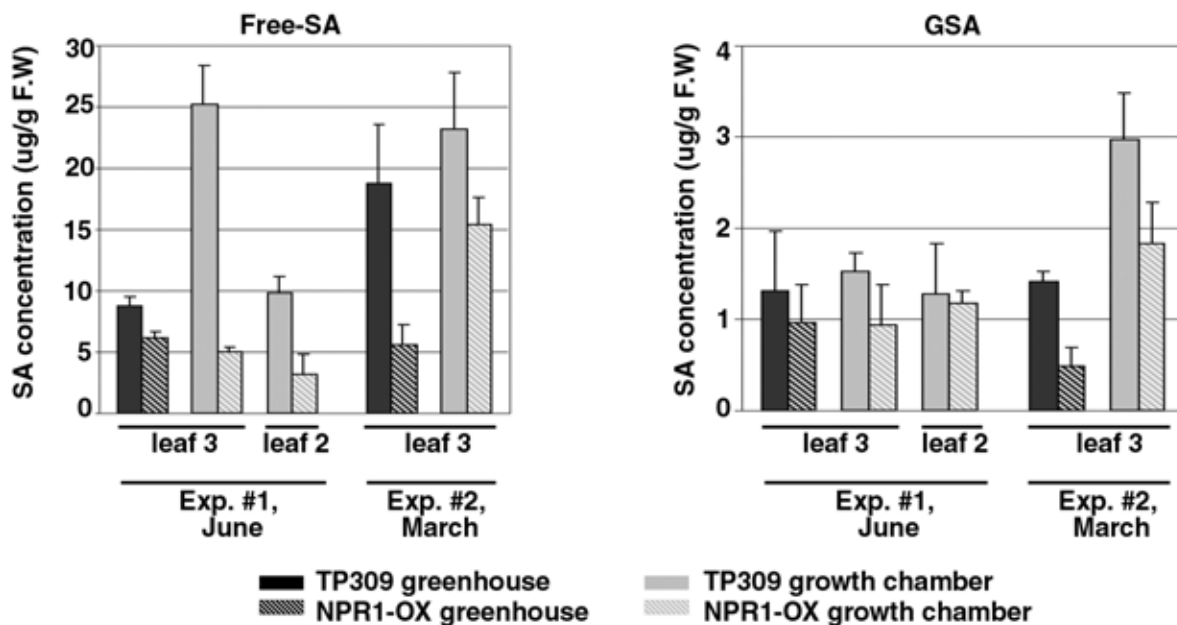 Free-SA
SA concentration (ug/g F.W)
30
25
20
15
10
5
0
leaf 3
leaf 2
leaf 3
Exp. #1,
June
Exp. #2,
March
GSA
SA concentration (ug/g F.W)
4
3
2
1
0
leaf 3
leaf 2
leaf 3
Exp. #1,
June
Exp. #2,
March
TP309 greenhouse
NPR1-OX greenhouse
TP309 growth chamber
NPR1-OX growth chamber